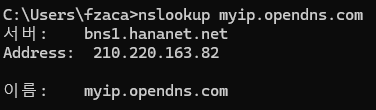 C:\Users\fzaca>nslookup myip.opendns.com
서버:    bns1.hananet.net
Address:  210.220.163.82
이름:    myip.opendns.com